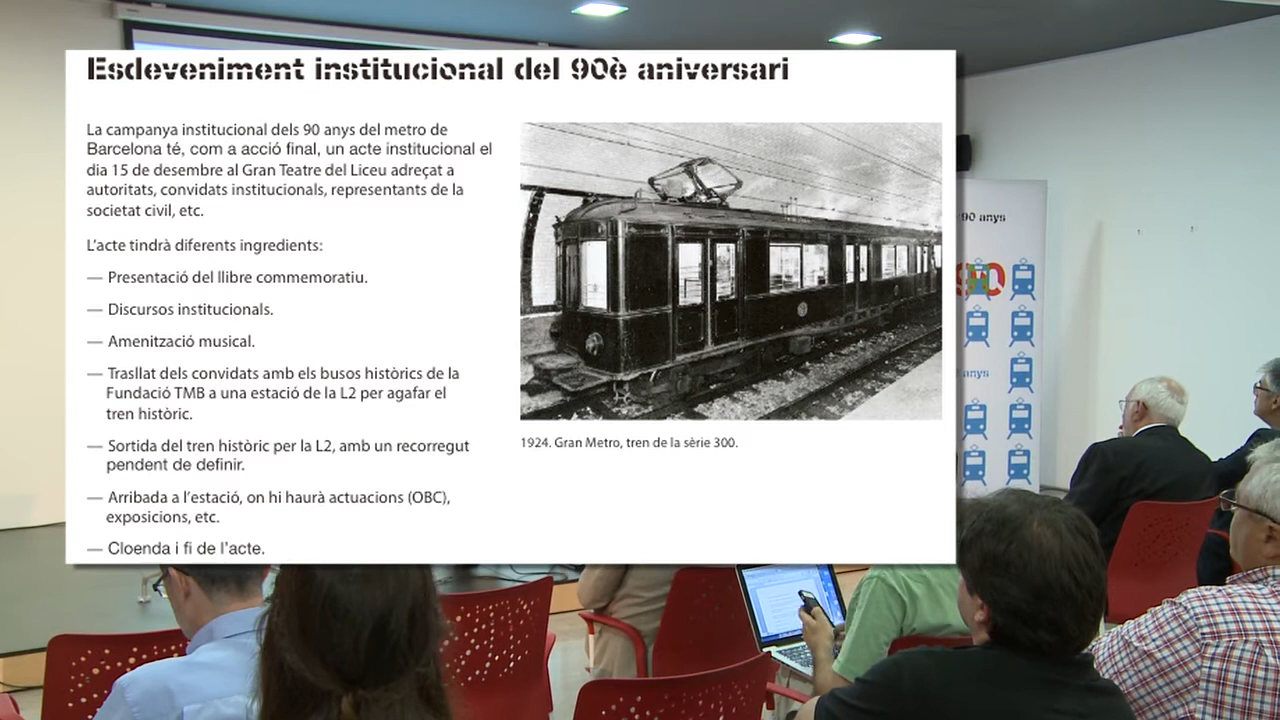 Esdeveniment institucional del 90è aniversari
La campanya institucional dels 90 anys del metro de
Barcelona té, com a acció final, un acte institucional el
dia 15 de desembre al Gran Teatre del Liceu adreçat a
autoritats, convidats institucionals, representants de la
societat civil, etc.
L'acte tindrà diferents ingredients:
— Presentació del llibre commemoratiu.
— Discursos institucionals.
— Amenització musical.
— Trasllat dels convidats amb els busos històrics de la
Fundació TMB a una estació de la L2 per agafar el
tren històric.
— Sortida del tren històric per la L2, amb un recorregut
pendent de definir.
— Arribada a l'estació, on hi haurà actuacions (OBC),
exposicions, etc.
— Cloenda i fi de l'acte.
1924. Gran Metro, tren de la sèrie 300.
90 anys
90
anys